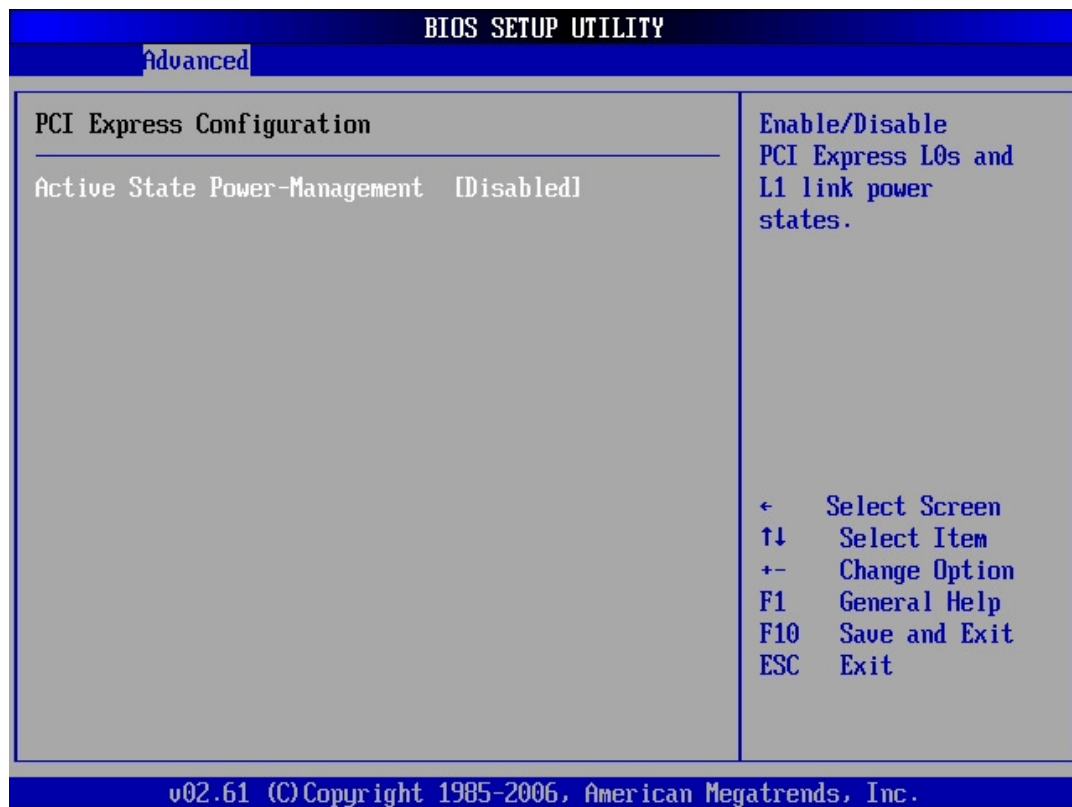 BIOS SETUP UTILITY
Advanced
PCI Express Configuration
Active State Power-Management [Disabled]
Enable/Disable
PCI Express L0s and
L1 link power
states.
← Select Screen
↑↓ Select Item
+- Change Option
F1 General Help
F10 Save and Exit
ESC Exit
v02.61 (C)Copyright 1985-2006, American Megatrends, Inc.